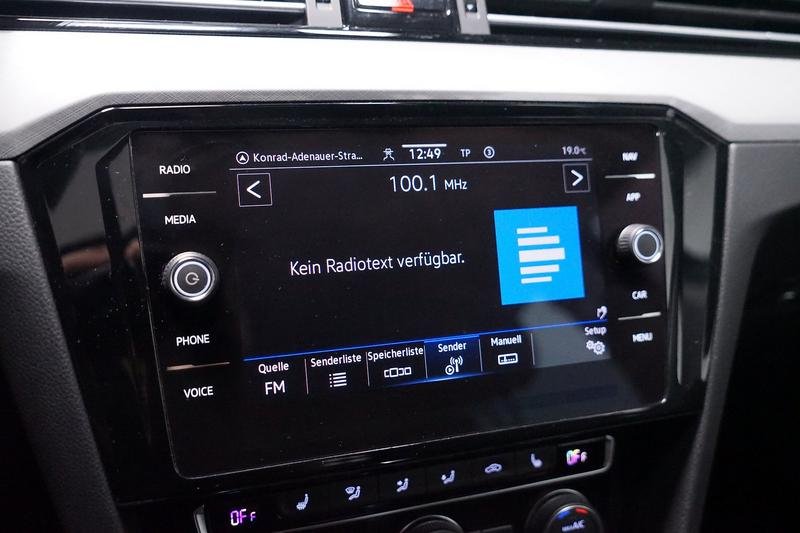 RADIO
MEDIA
PHONE
VOICE
Konrad-Adenauer-Stra...
12:49
TP
3
19.0°C
100.1 MHz
Kein Radiotext verfügbar.
Quelle
FM
Senderliste
Speicherliste
Sender
Manuell
Setup
NAV
APP
CAR
MENU
OFF
OFF
A/C